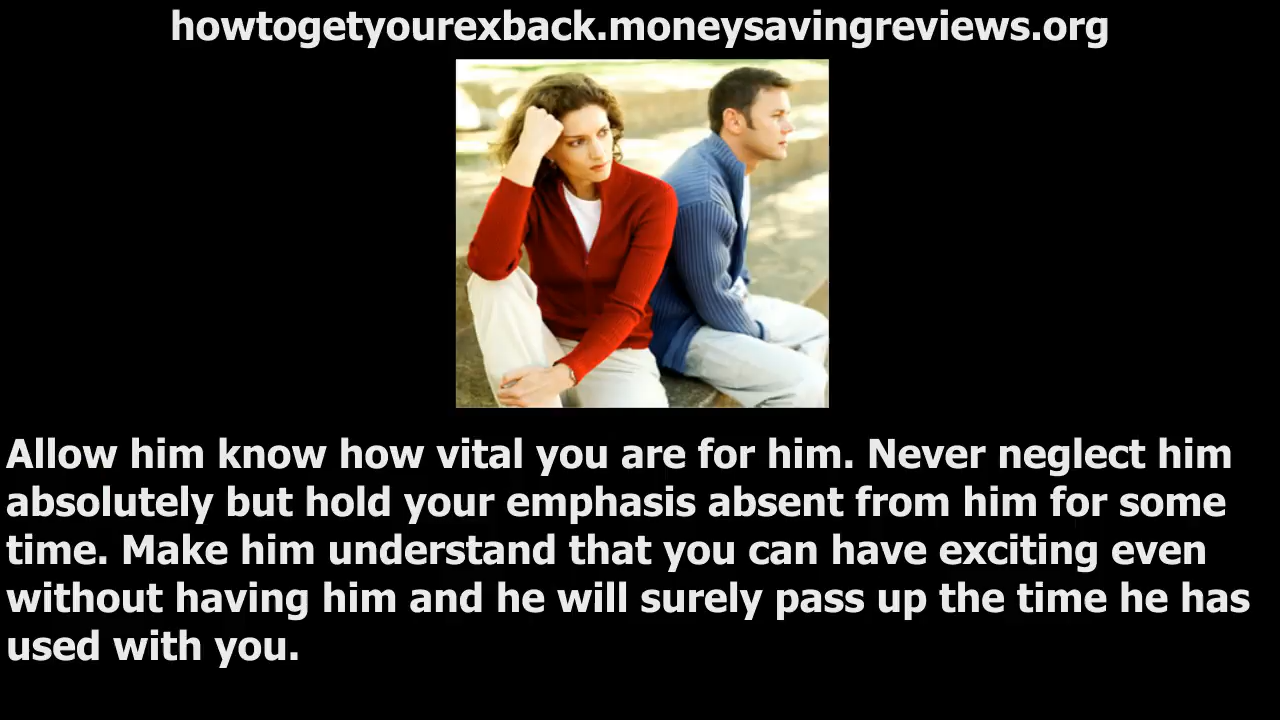 howtogetyourexback.moneysavingreviews.org
Allow him know how vital you are for him. Never neglect him
absolutely but hold your emphasis absent from him for some
time. Make him understand that you can have exciting even
without having him and he will surely pass up the time he has
used with you.